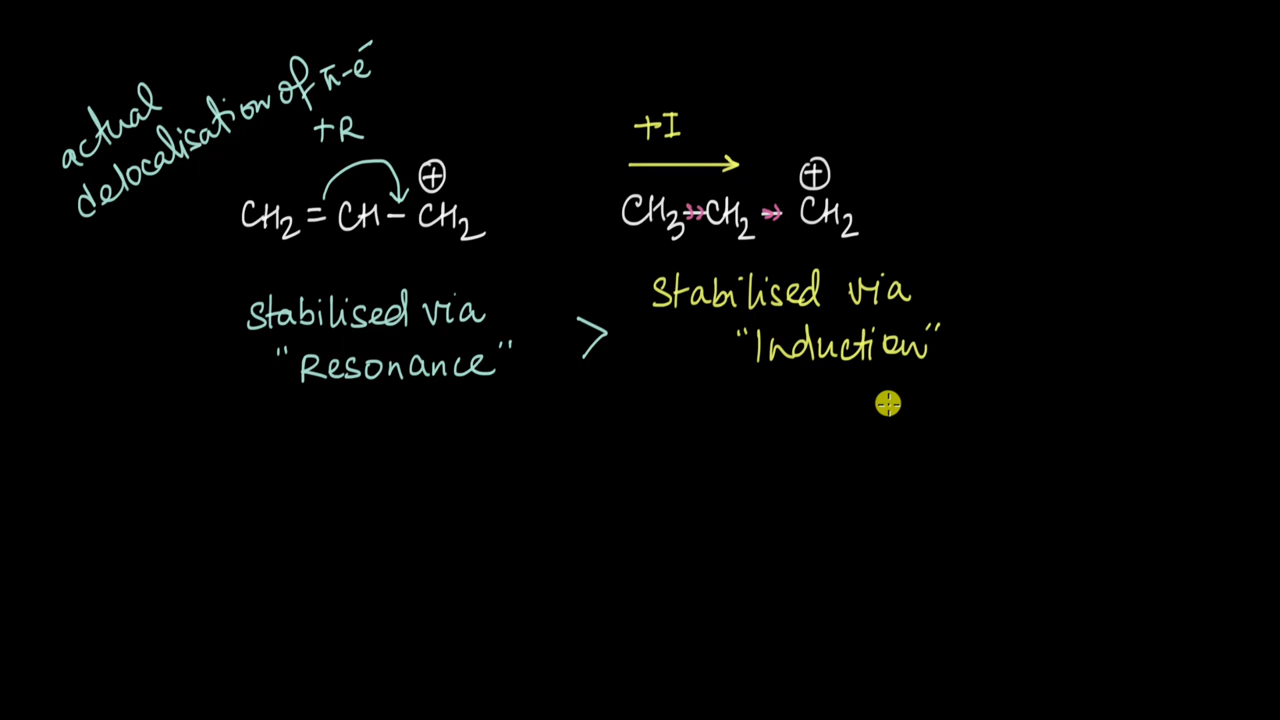 actual
delocalisation of π-e⁻
+R
CH₂=CH-CH₂
⊕
+I
CH₃-CH₂-CH₂
⊕
Stabilised via
"Resonance"
>
Stabilised via
"Induction"